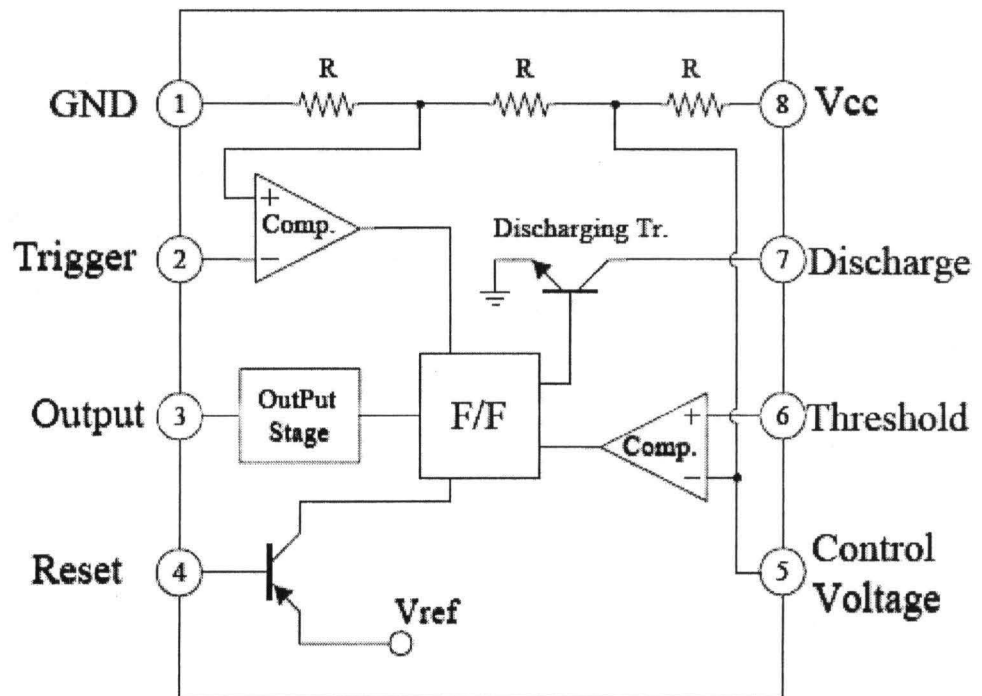 R
R
R
GND
1
8
Vcc
+
Comp.
−
Trigger
2
Discharging Tr.
7
Discharge
Output
3
OutPut
Stage
F/F
+
Comp.
−
6
Threshold
Reset
4
5
Control
Voltage
Vref